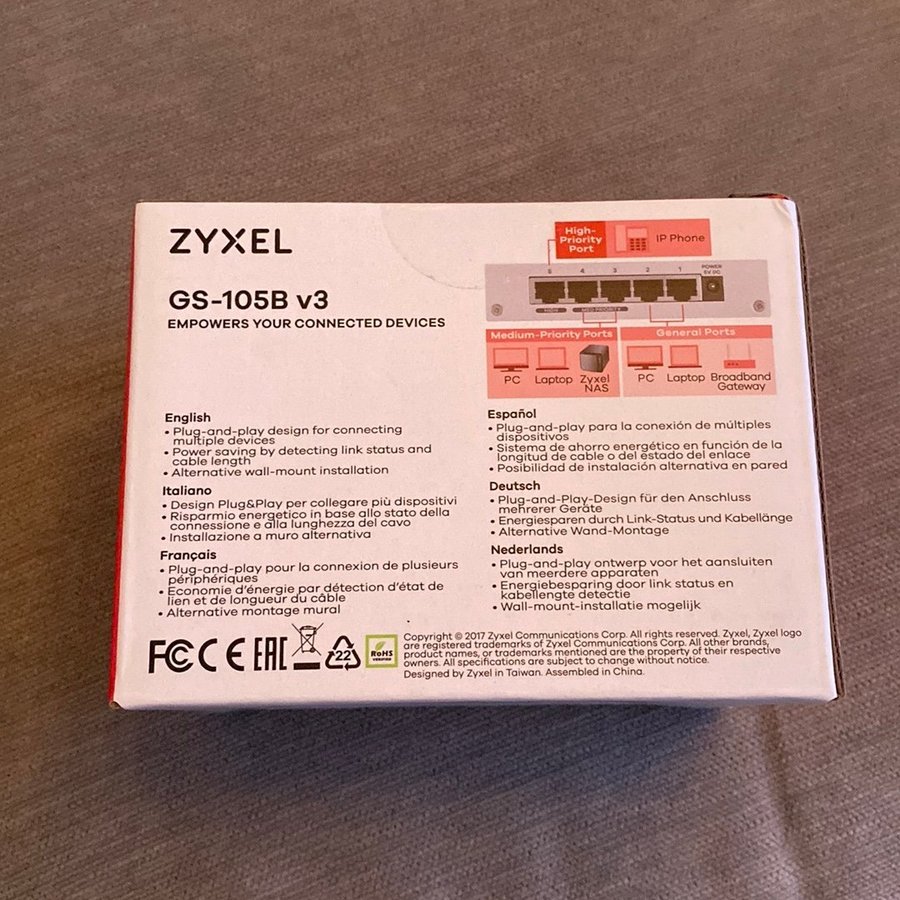 ZYXEL
GS-105B v3
EMPOWERS YOUR CONNECTED DEVICES
High-
Priority
Port
IP Phone
5 4 3 2 1
POWER
5V DC
HIGH
MED PRIORITY
Medium-Priority Ports
PC
Laptop
Zyxel
NAS
General Ports
PC
Laptop
Broadband
Gateway
English
• Plug-and-play design for connecting
multiple devices
• Power saving by detecting link status and
cable length
• Alternative wall-mount installation
Italiano
• Design Plug&Play per collegare più dispositivi
• Risparmio energetico in base allo stato della
connessione e alla lunghezza del cavo
• Installazione a muro alternativa
Français
• Plug-and-play pour la connexion de plusieurs
périphériques
• Economie d'énergie par détection d'état de
lien et de longueur du câble
• Alternative montage mural
Español
• Plug-and-play para la conexión de múltiples
dispositivos
• Sistema de ahorro energético en función de la
longitud de cable o del estado del enlace
• Posibilidad de instalación alternativa en pared
Deutsch
• Plug-and-Play-Design für den Anschluss
mehrerer Geräte
• Energiesparen durch Link-Status und Kabellänge
• Alternative Wand-Montage
Nederlands
• Plug-and-play ontwerp voor het aansluiten
van meerdere apparaten
• Energiebesparing door link status en
kabellengte detectie
• Wall-mount-installatie mogelijk
FC CE EAC
22
RoHS
VERIFIED
Copyright © 2017 Zyxel Communications Corp. All rights reserved. Zyxel, Zyxel logo
are registered trademarks of Zyxel Communications Corp. All other brands,
product names, or trademarks mentioned are the property of their respective
owners. All specifications are subject to change without notice.
Designed by Zyxel in Taiwan. Assembled in China.